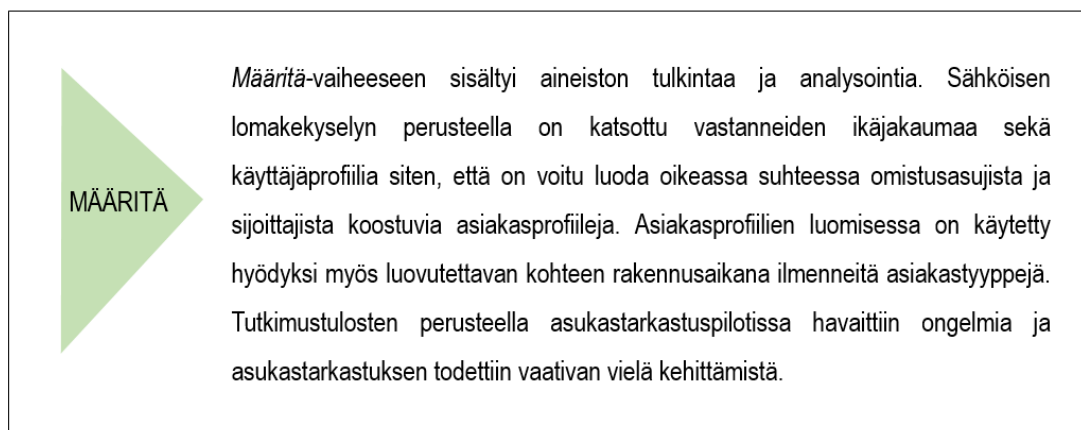 MÄÄRITÄ
Määritä-vaiheeseen sisältyi aineiston tulkintaa ja analysointia. Sähköisen
lomakekyselyn perusteella on katsottu vastanneiden ikäjakaumaa sekä
käyttäjäprofiilia siten, että on voitu luoda oikeassa suhteessa omistusasujista ja
sijoittajista koostuvia asiakasprofiileja. Asiakasprofiilien luomisessa on käytetty
hyödyksi myös luovutettavan kohteen rakennusaikana ilmenneitä asiakastyyppejä.
Tutkimustulosten perusteella asukastarkastuspilotissa havaittiin ongelmia ja
asukastarkastuksen todettiin vaativan vielä kehittämistä.